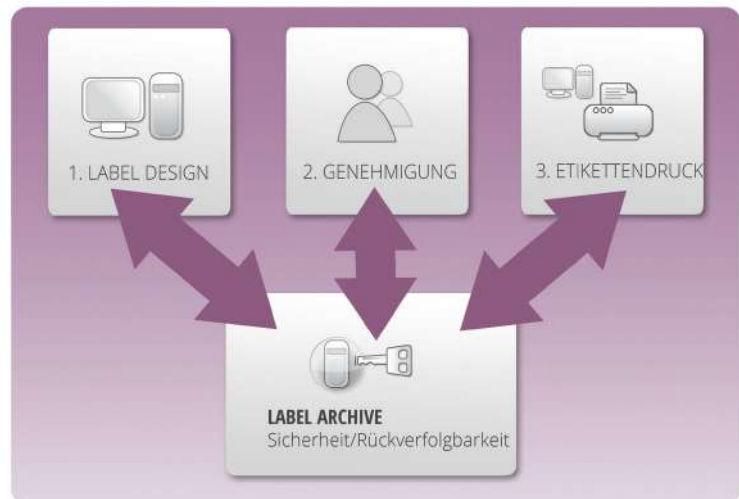 1. LABEL DESIGN
2. GENEHMIGUNG
3. ETIKETTENDRUCK
LABEL ARCHIVE
Sicherheit/Rückverfolgbarkeit